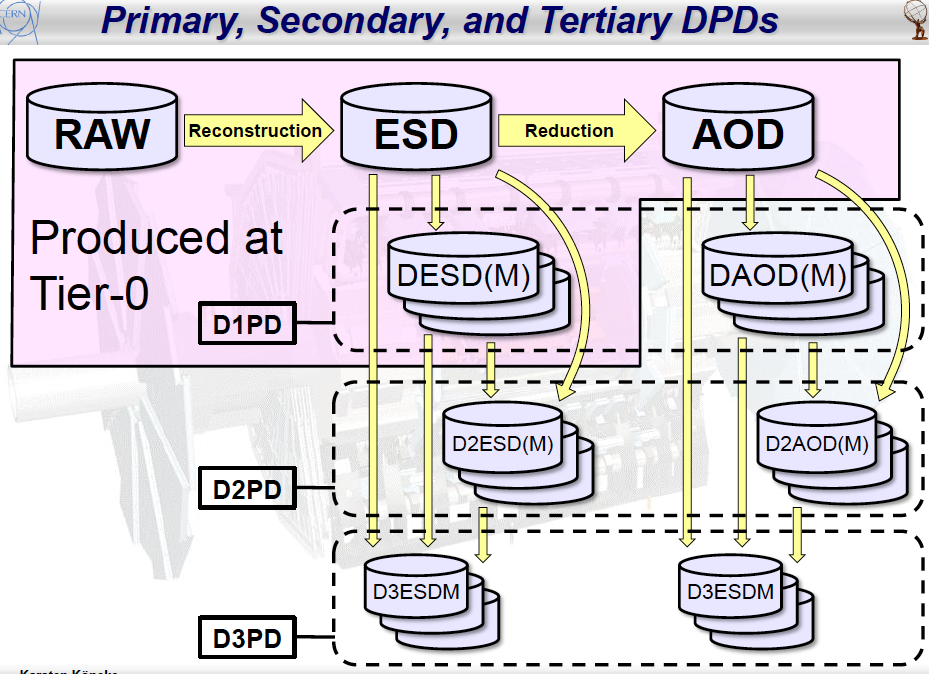 CERN
Primary, Secondary, and Tertiary DPDs
RAW
Reconstruction
ESD
Reduction
AOD
Produced at
Tier-0
DESD(M)
DAOD(M)
D1PD
D2ESD(M)
D2AOD(M)
D2PD
D3ESDM
D3ESDM
D3PD